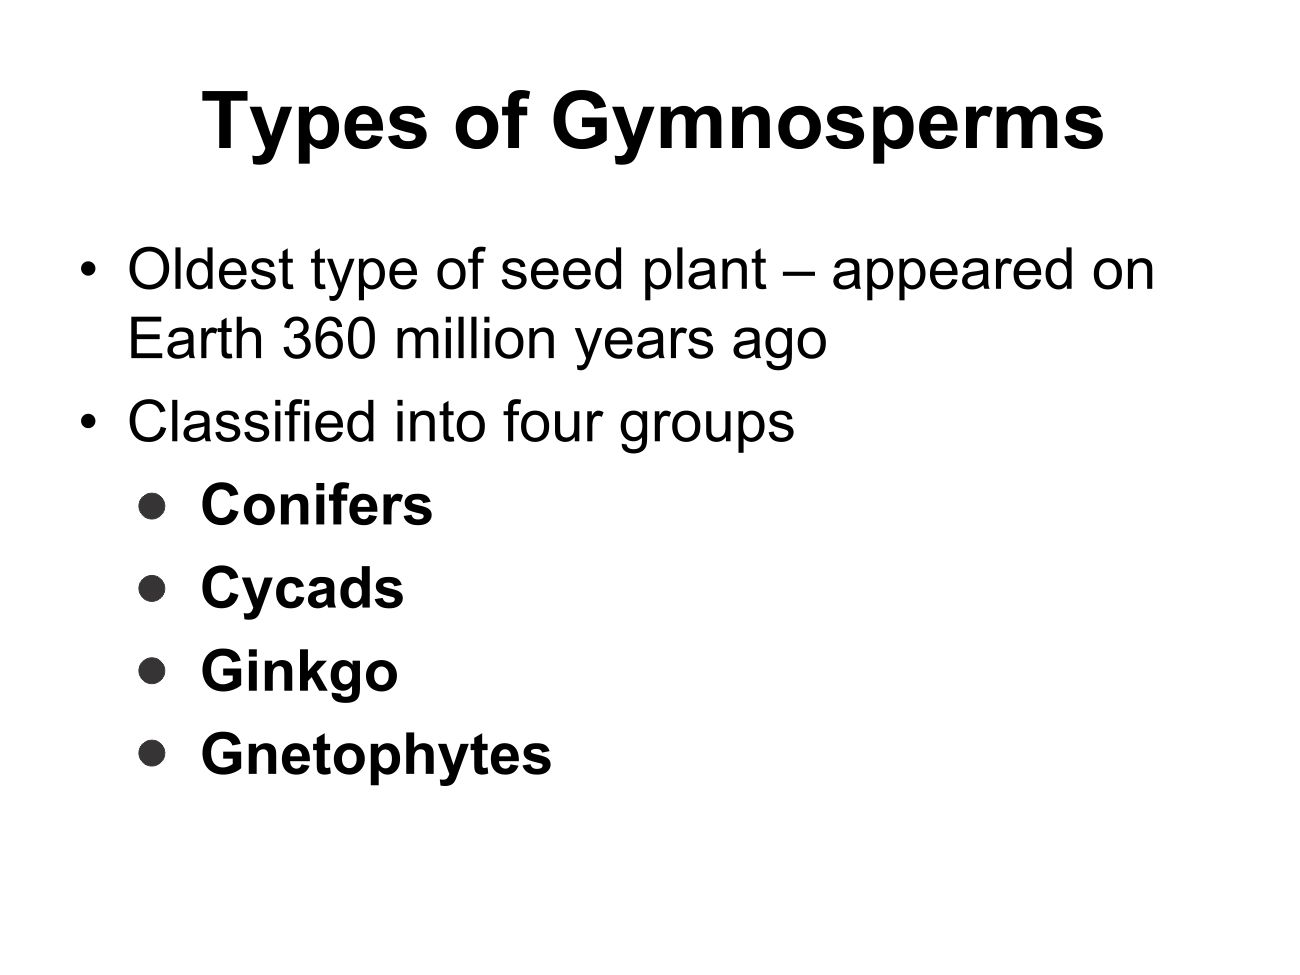 Types of Gymnosperms
• Oldest type of seed plant – appeared on
Earth 360 million years ago
• Classified into four groups
● Conifers
● Cycads
● Ginkgo
● Gnetophytes